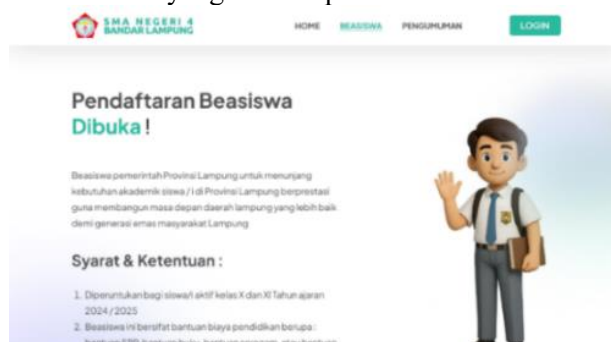 SMA NEGERI 4
BANDAR LAMPUNG
HOME BEASISWA PENGUMUMAN LOGIN
Pendaftaran Beasiswa
Dibuka !
Beasiswa pemerintah Provinsi Lampung untuk menunjang
kebutuhan akademik siswa / i di Provinsi Lampung berprestasi
guna membangun masa depan daerah lampung yang lebih baik
demi generasi emas masyarakat Lampung
Syarat & Ketentuan :
1. Diperuntukan bagi siswa/i aktif kelas X dan XI Tahun ajaran
2024 / 2025
2. Beasiswa ini bersifat bantuan biaya pendidikan berupa :